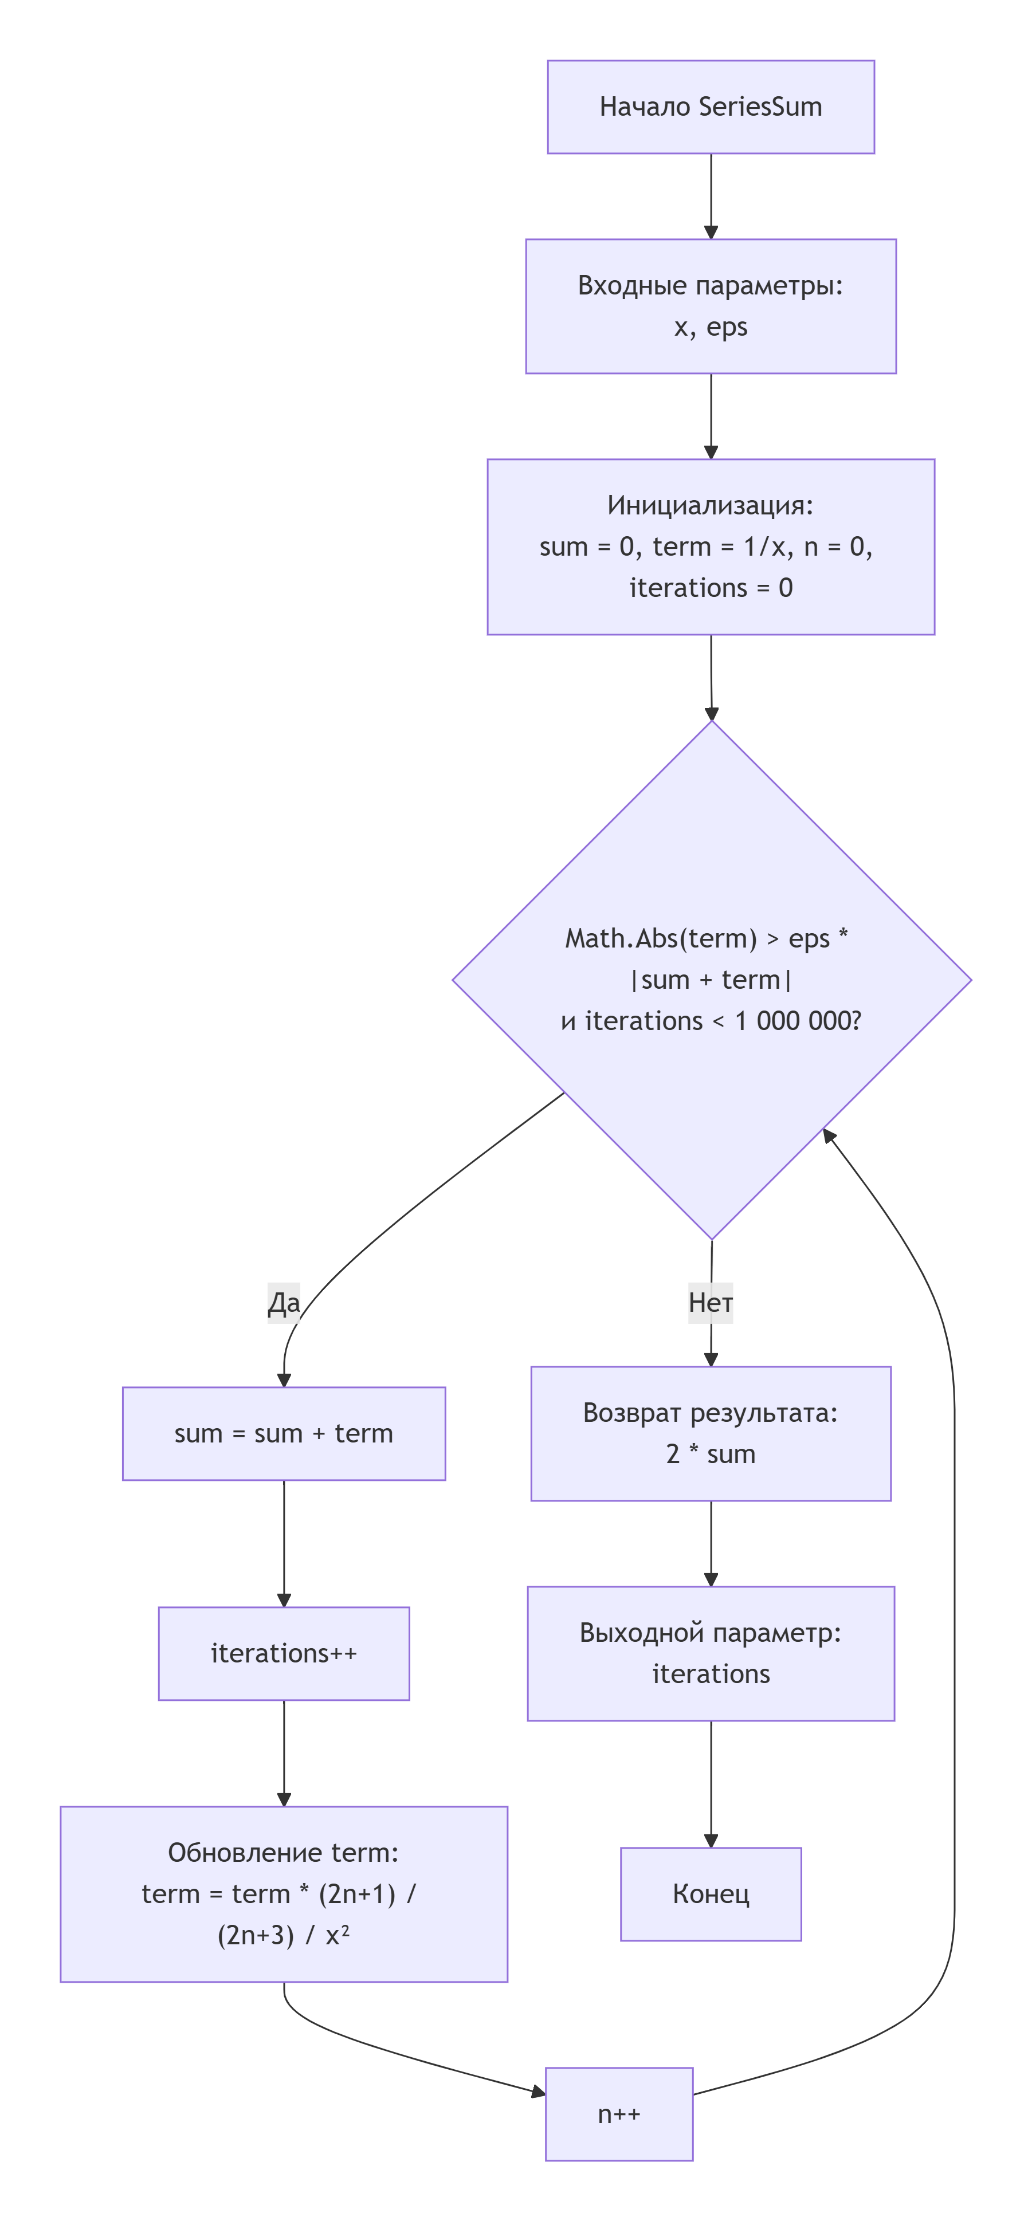 Начало SeriesSum
Входные параметры:
x, eps
Инициализация:
sum = 0, term = 1/x, n = 0,
iterations = 0
Math.Abs(term) > eps *
|sum + term|
и iterations < 1 000 000?
Да
Нет
sum = sum + term
Возврат результата:
2 * sum
iterations++
Выходной параметр:
iterations
Обновление term:
term = term * (2n+1) /
(2n+3) / x²
Конец
n++